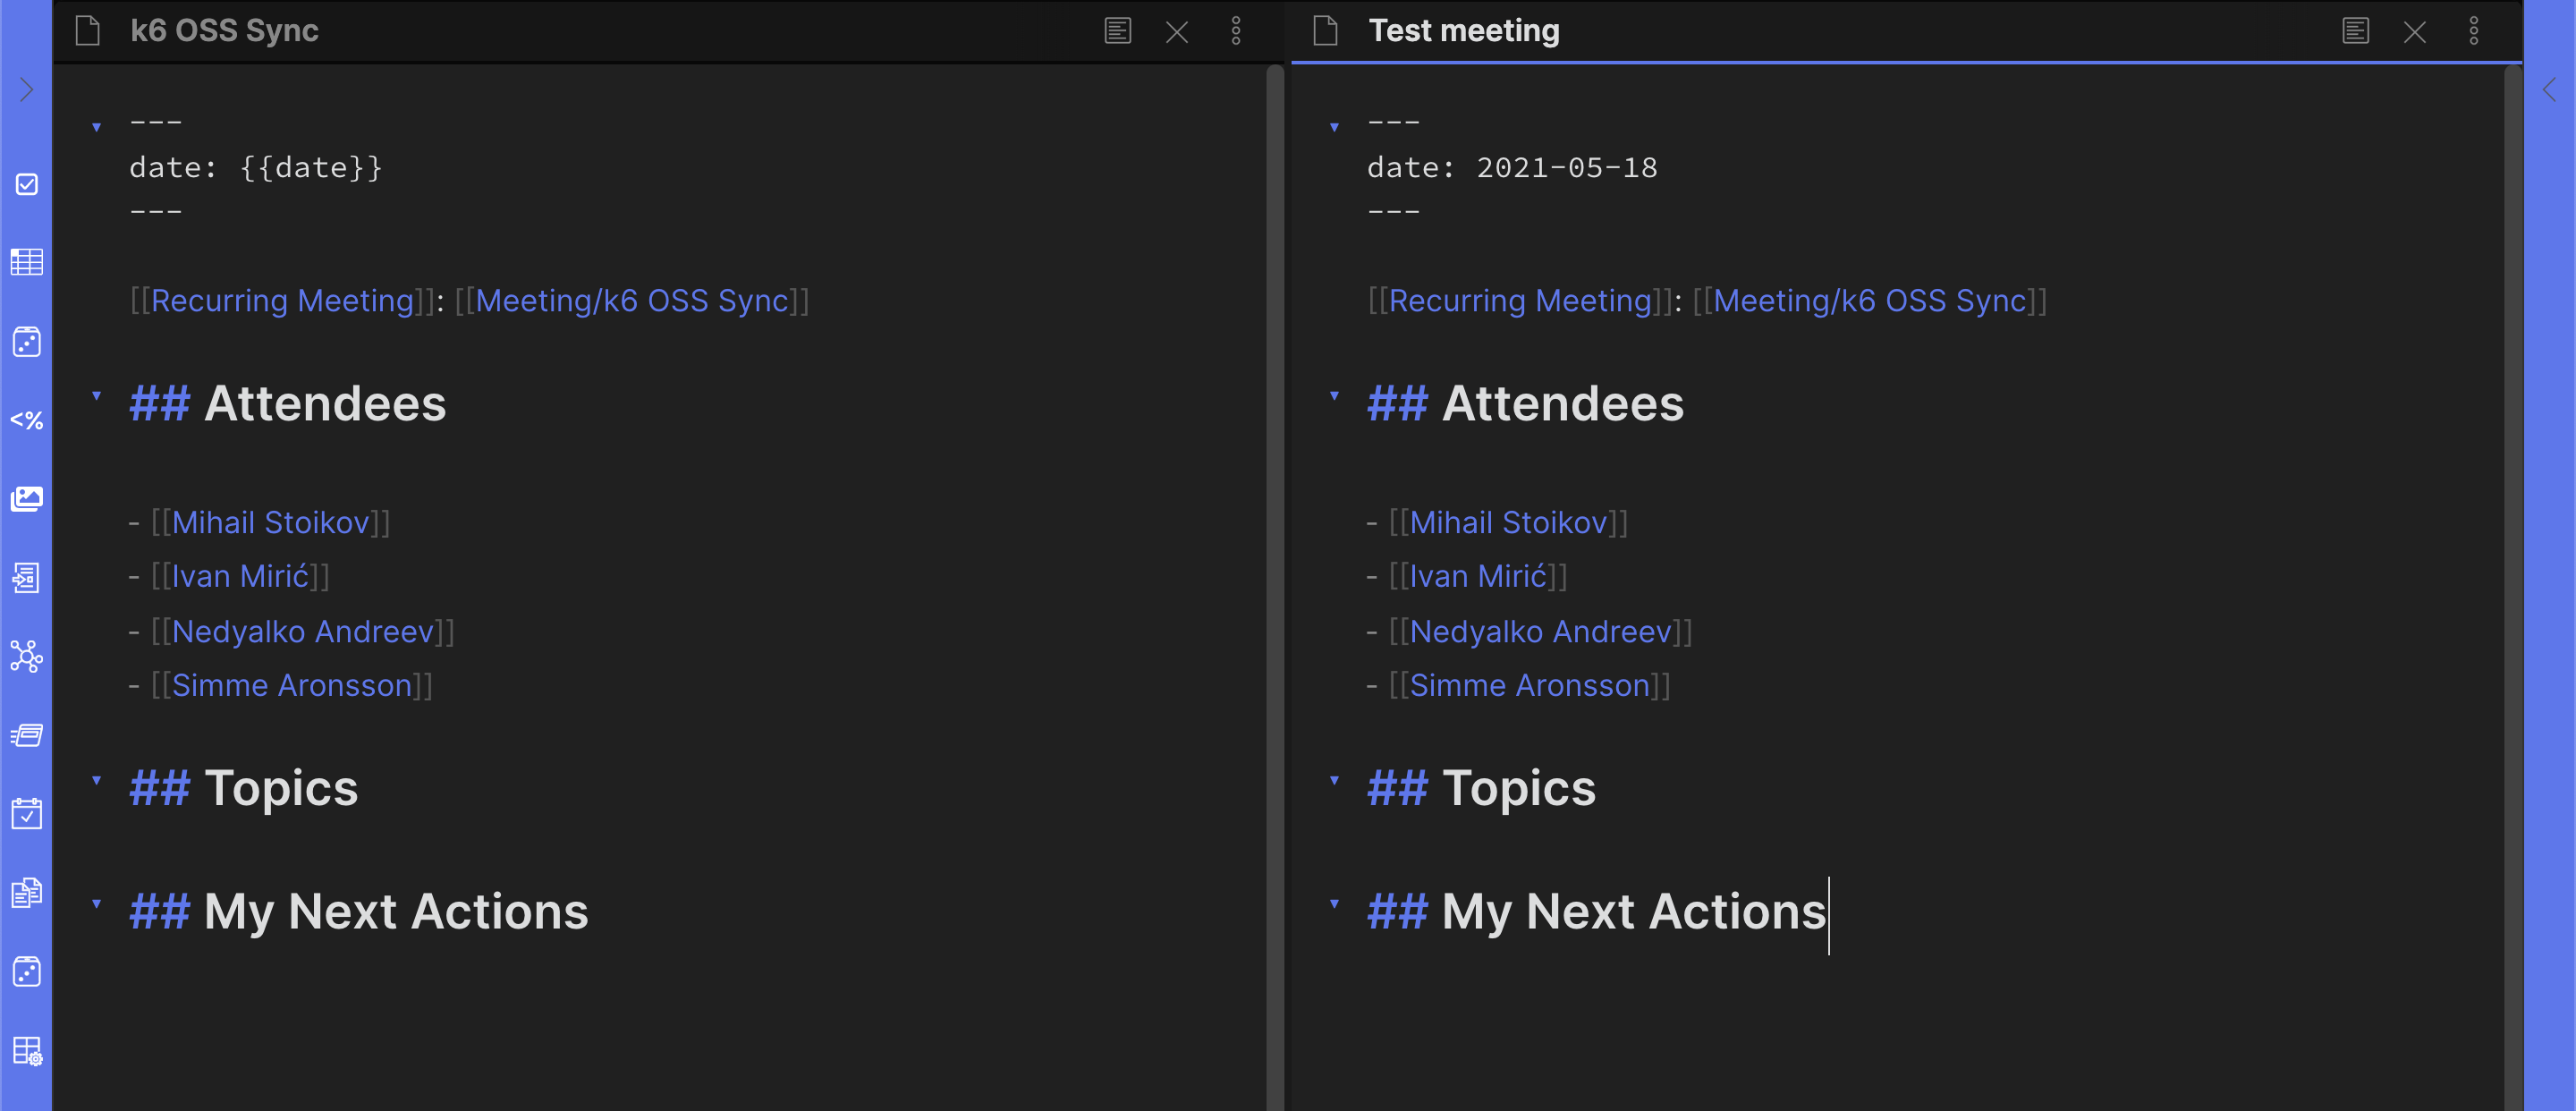 k6 OSS Sync
---
date: {{date}}
---
[[Recurring Meeting]]: [[Meeting/k6 OSS Sync]]
## Attendees
- [[Mihail Stoikov]]
- [[Ivan Mirić]]
- [[Nedyalko Andreev]]
- [[Simme Aronsson]]
## Topics
## My Next Actions
Test meeting
---
date: 2021-05-18
---
[[Recurring Meeting]]: [[Meeting/k6 OSS Sync]]
## Attendees
- [[Mihail Stoikov]]
- [[Ivan Mirić]]
- [[Nedyalko Andreev]]
- [[Simme Aronsson]]
## Topics
## My Next Actions
<%